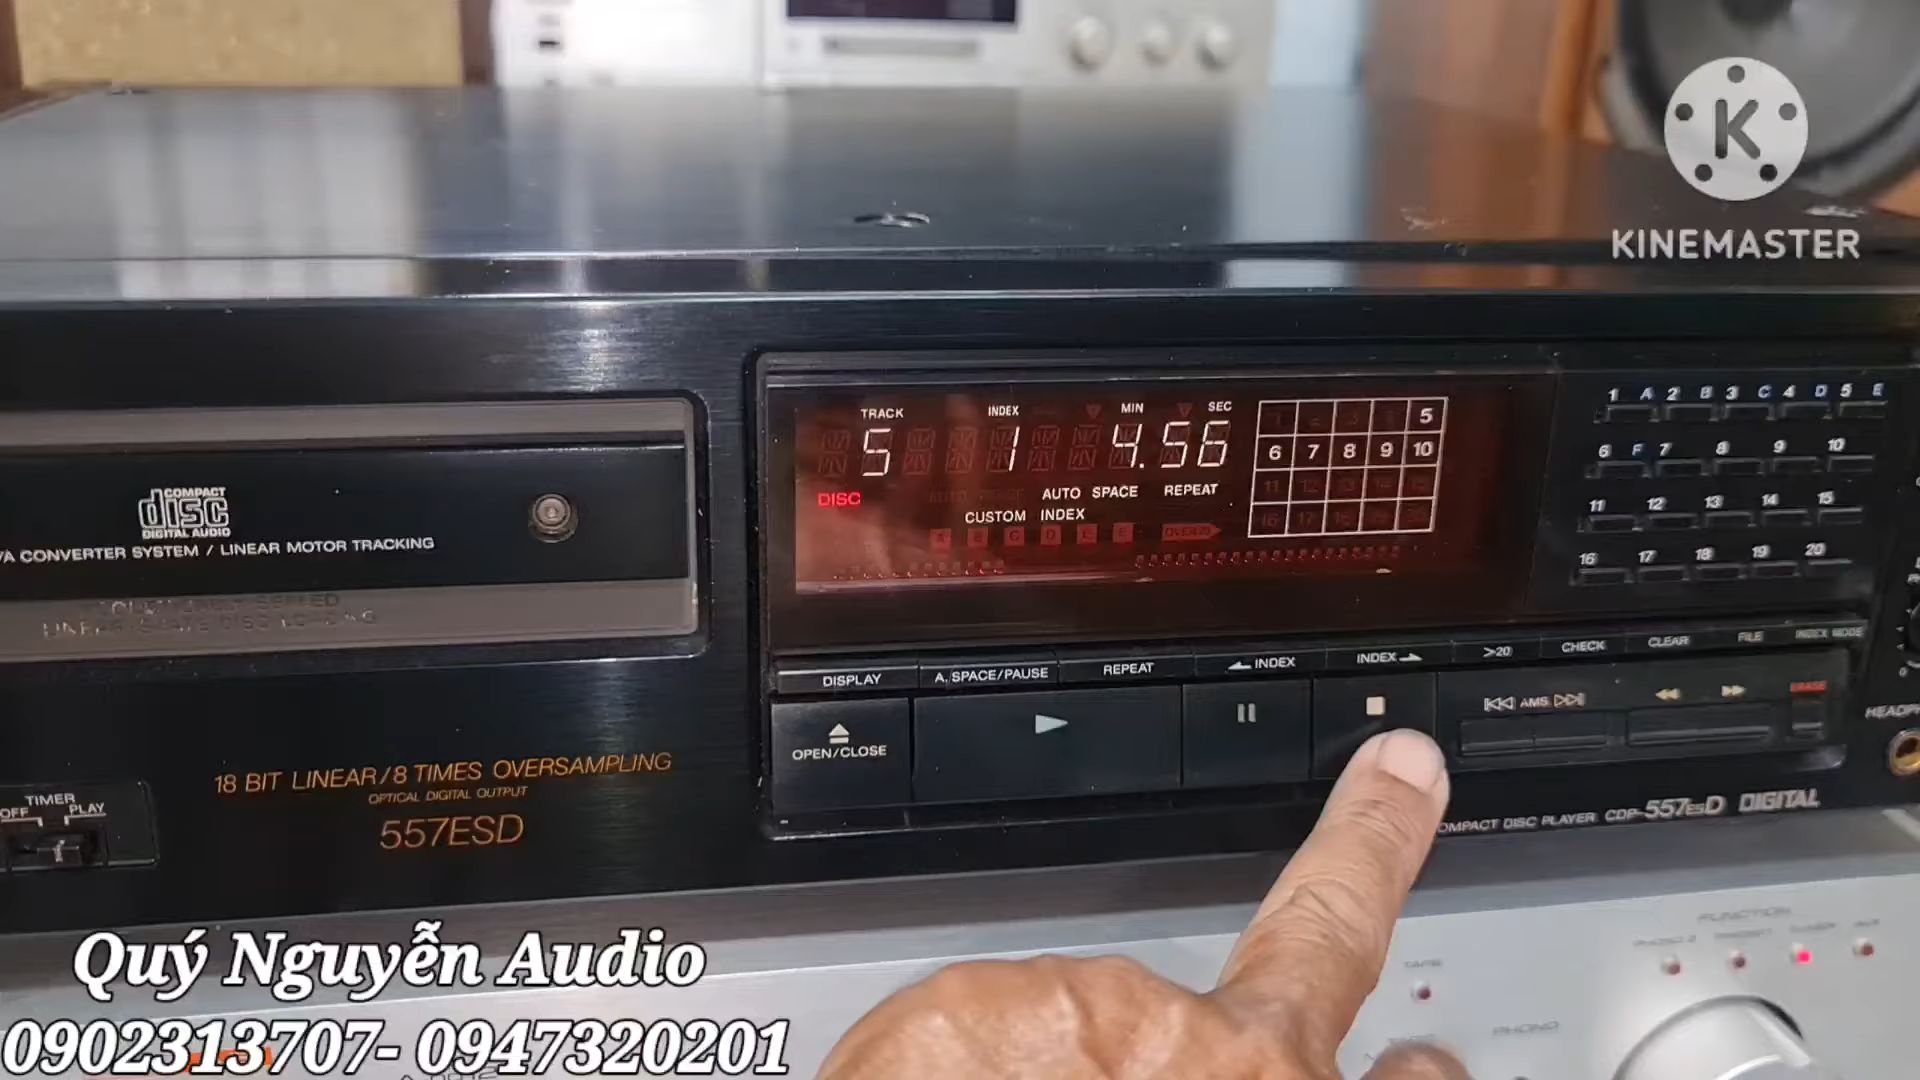 K
KINEMASTER
TRACK INDEX MIN SEC
5 1 4.56
5
6 7 8 9 10
DISC
AUTO SPACE REPEAT
CUSTOM INDEX
1 A 2 B 3 C 4 D 5 E
6 F 7 8 9 10
11 12 13 14 15
16 17 18 19 20
COMPACT
disc
DIGITAL AUDIO
/A CONVERTER SYSTEM / LINEAR MOTOR TRACKING
DISPLAY A. SPACE/PAUSE REPEAT INDEX INDEX >20 CHECK CLEAR FILE INDEX MODE
AMS ERASE
OPEN/CLOSE
18 BIT LINEAR/8 TIMES OVERSAMPLING
OPTICAL DIGITAL OUTPUT
557ESD
TIMER
OFF PLAY
COMPACT DISC PLAYER CDP-557ESD DIGITAL
FUNCTION
TAPE
PHONO
Quý Nguyễn Audio
0902313707- 0947320201